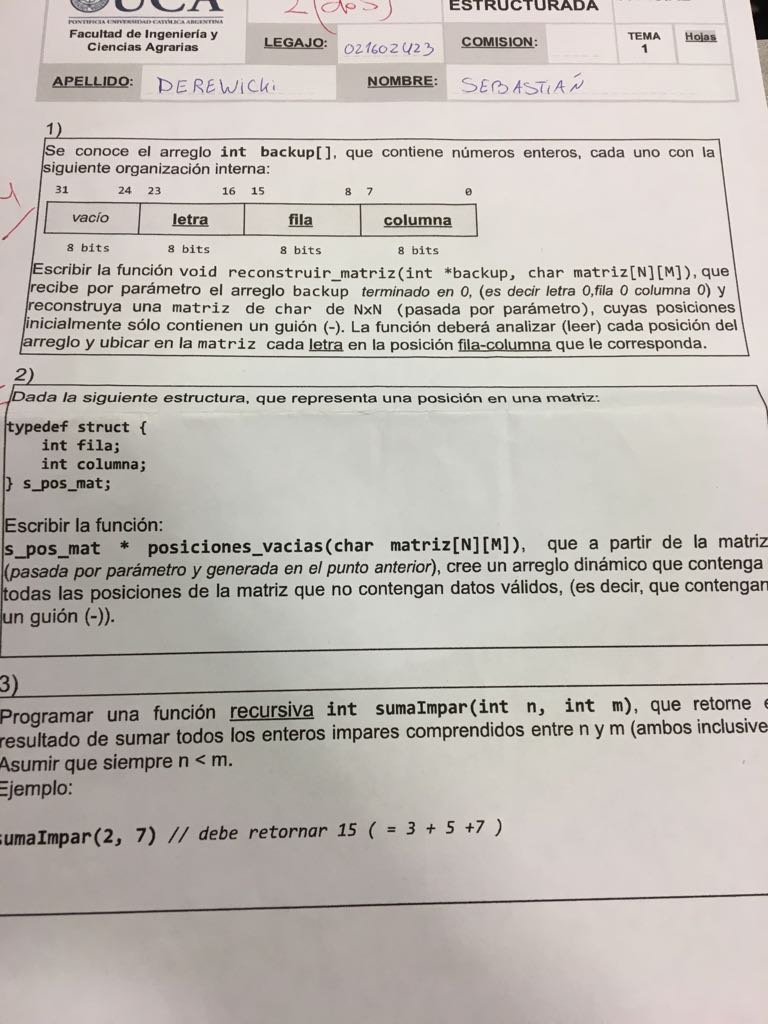 UCA
2 (dos)
ESTRUCTURADA
PONTIFICIA UNIVERSIDAD CATÓLICA ARGENTINA
Facultad de Ingeniería y
Ciencias Agrarias
LEGAJO: 021602423 COMISION: TEMA 1 Hojas
APELLIDO: DEREWICKI NOMBRE: SEBASTIAN
1)
Se conoce el arreglo int backup[], que contiene números enteros, cada uno con la
siguiente organización interna:
31 24 23 16 15 8 7 0
vacío letra fila columna
8 bits 8 bits 8 bits 8 bits
Escribir la función void reconstruir_matriz(int *backup, char matriz[N][M]), que
recibe por parámetro el arreglo backup terminado en 0, (es decir letra 0,fila 0 columna 0) y
reconstruya una matriz de char de NxN (pasada por parámetro), cuyas posiciones
inicialmente sólo contienen un guión (-). La función deberá analizar (leer) cada posición del
arreglo y ubicar en la matriz cada letra en la posición fila-columna que le corresponda.
2)
Dada la siguiente estructura, que representa una posición en una matriz:
typedef struct {
int fila;
int columna;
} s_pos_mat;
Escribir la función:
s_pos_mat * posiciones_vacias(char matriz[N][M]), que a partir de la matriz
(pasada por parámetro y generada en el punto anterior), cree un arreglo dinámico que contenga
todas las posiciones de la matriz que no contengan datos válidos, (es decir, que contengan
un guión (-)).
3)
Programar una función recursiva int sumaImpar(int n, int m), que retorne e
resultado de sumar todos los enteros impares comprendidos entre n y m (ambos inclusive
Asumir que siempre n < m.
Ejemplo:
sumaImpar(2, 7) // debe retornar 15 ( = 3 + 5 +7 )